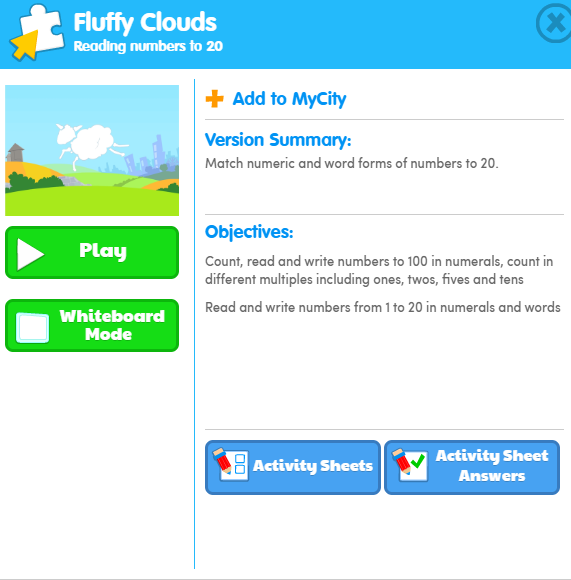 Fluffy Clouds
Reading numbers to 20
Add to MyCity
Version Summary:
Match numeric and word forms of numbers to 20.
Play
Objectives:
Count, read and write numbers to 100 in numerals, count in
different multiples including ones, twos, fives and tens
Read and write numbers from 1 to 20 in numerals and words
Whiteboard
Mode
Activity Sheets
Activity Sheet
Answers